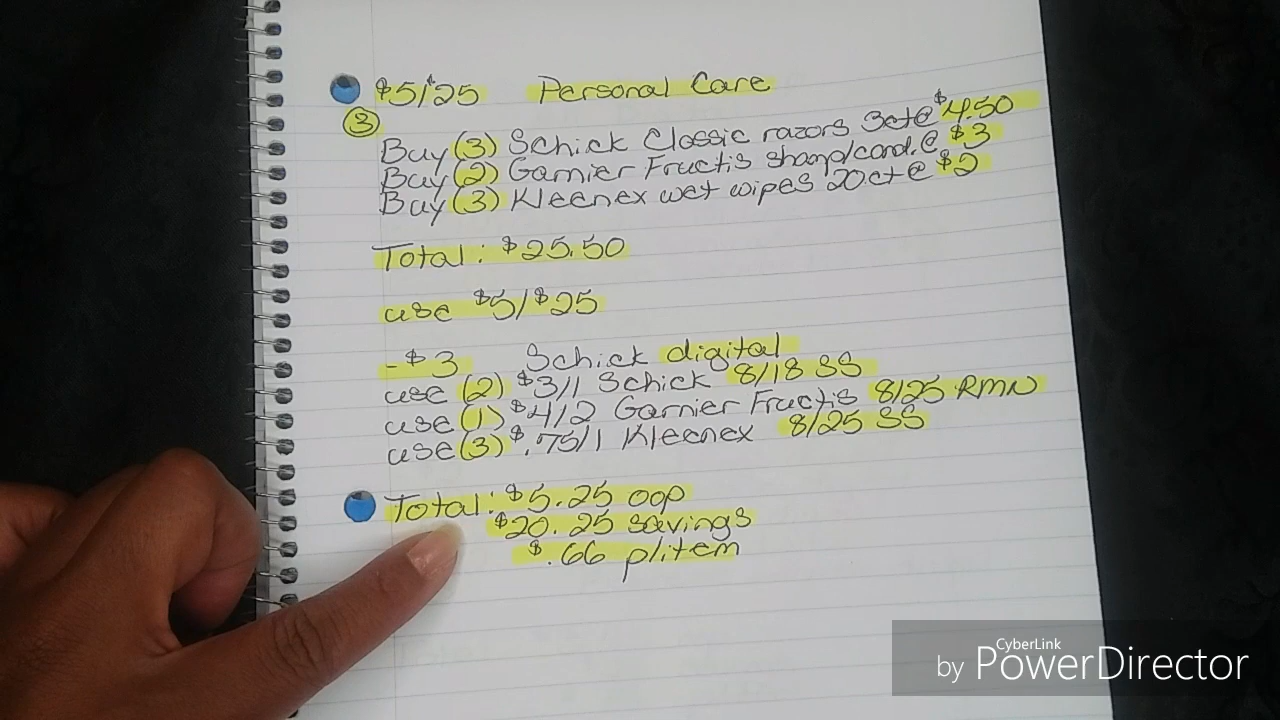 $5/$25 Personal Care
3
Buy (3) Schick Classic razors 3ct @ $4.50
Buy (2) Garnier Fructis shamp/cond. @ $3
Buy (3) Kleenex wet wipes 20ct @ $2
Total: $25.50
use $5/$25
-$3 Schick digital
use (2) $3/1 Schick 8/18 SS
use (1) $4/2 Garnier Fructis 8/25 RMN
use (3) $.75/1 Kleenex 8/25 SS
Total: $5.25 oop
$20.25 savings
$.66 p/item
CyberLink
by PowerDirector